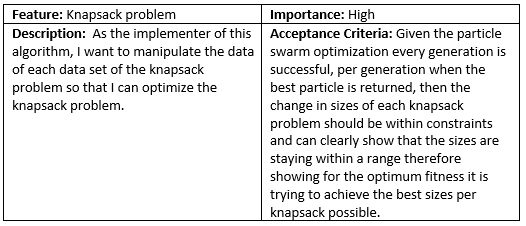 Feature: Knapsack problem
Importance: High
Description:  As the implementer of this
algorithm, I want to manipulate the data
of each data set of the knapsack
problem so that I can optimize the
knapsack problem.
Acceptance Criteria: Given the particle
swarm optimization every generation is
successful, per generation when the
best particle is returned, then the
change in sizes of each knapsack
problem should be within constraints
and can clearly show that the sizes are
staying within a range therefore
showing for the optimum fitness it is
trying to achieve the best sizes per
knapsack possible.